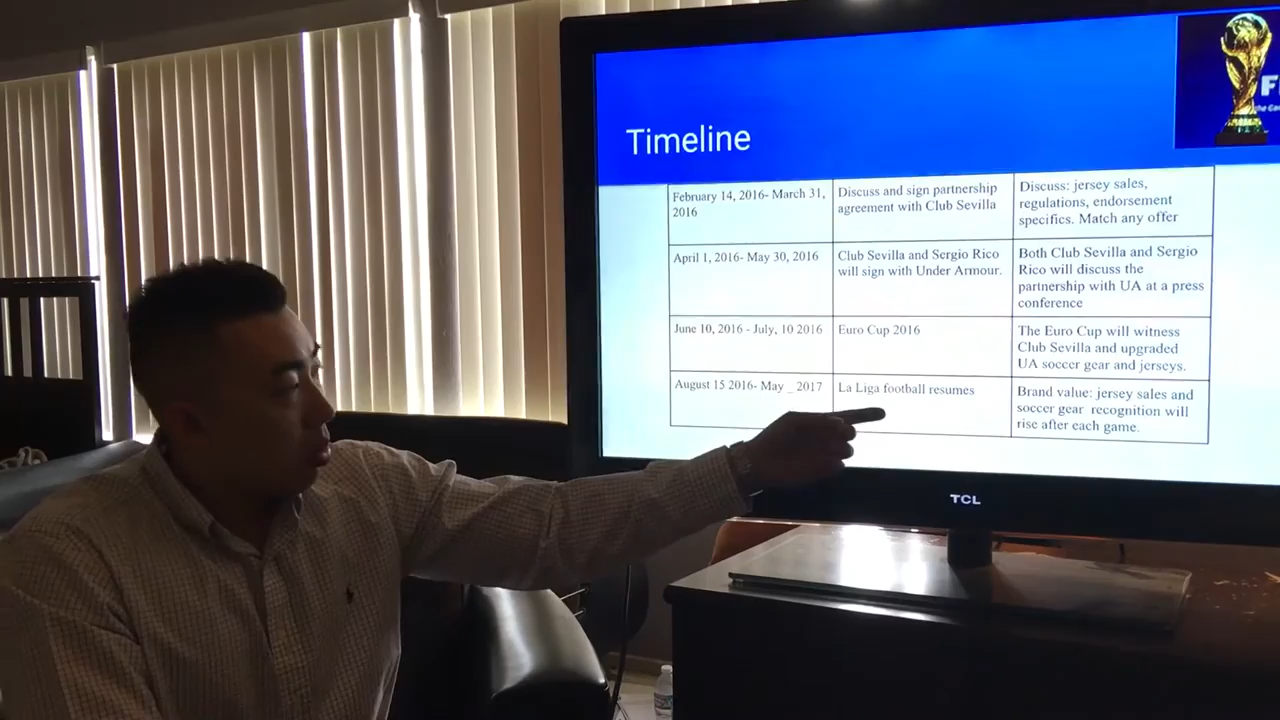 Timeline
February 14, 2016- March 31,
2016
Discuss and sign partnership
agreement with Club Sevilla
Discuss: jersey sales,
regulations, endorsement
specifics. Match any offer
April 1, 2016- May 30, 2016
Club Sevilla and Sergio Rico
will sign with Under Armour.
Both Club Sevilla and Sergio
Rico will discuss the
partnership with UA at a press
conference
June 10, 2016 - July, 10 2016
Euro Cup 2016
The Euro Cup will witness
Club Sevilla and upgraded
UA soccer gear and jerseys.
August 15 2016- May _ 2017
La Liga football resumes
Brand value: jersey sales and
soccer gear recognition will
rise after each game.
TCL